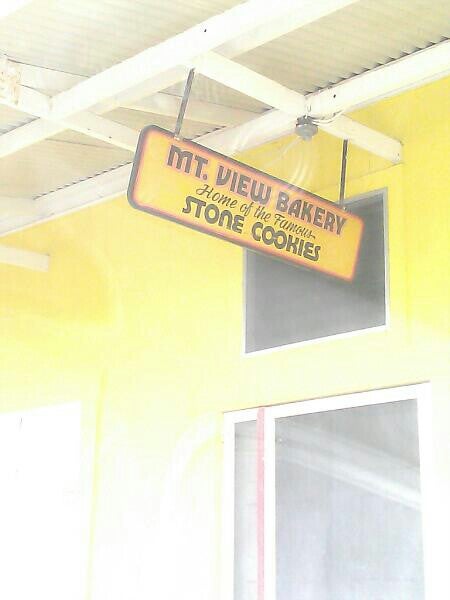 MT. VIEW BAKERY
Home of the Famous
STONE COOKIES